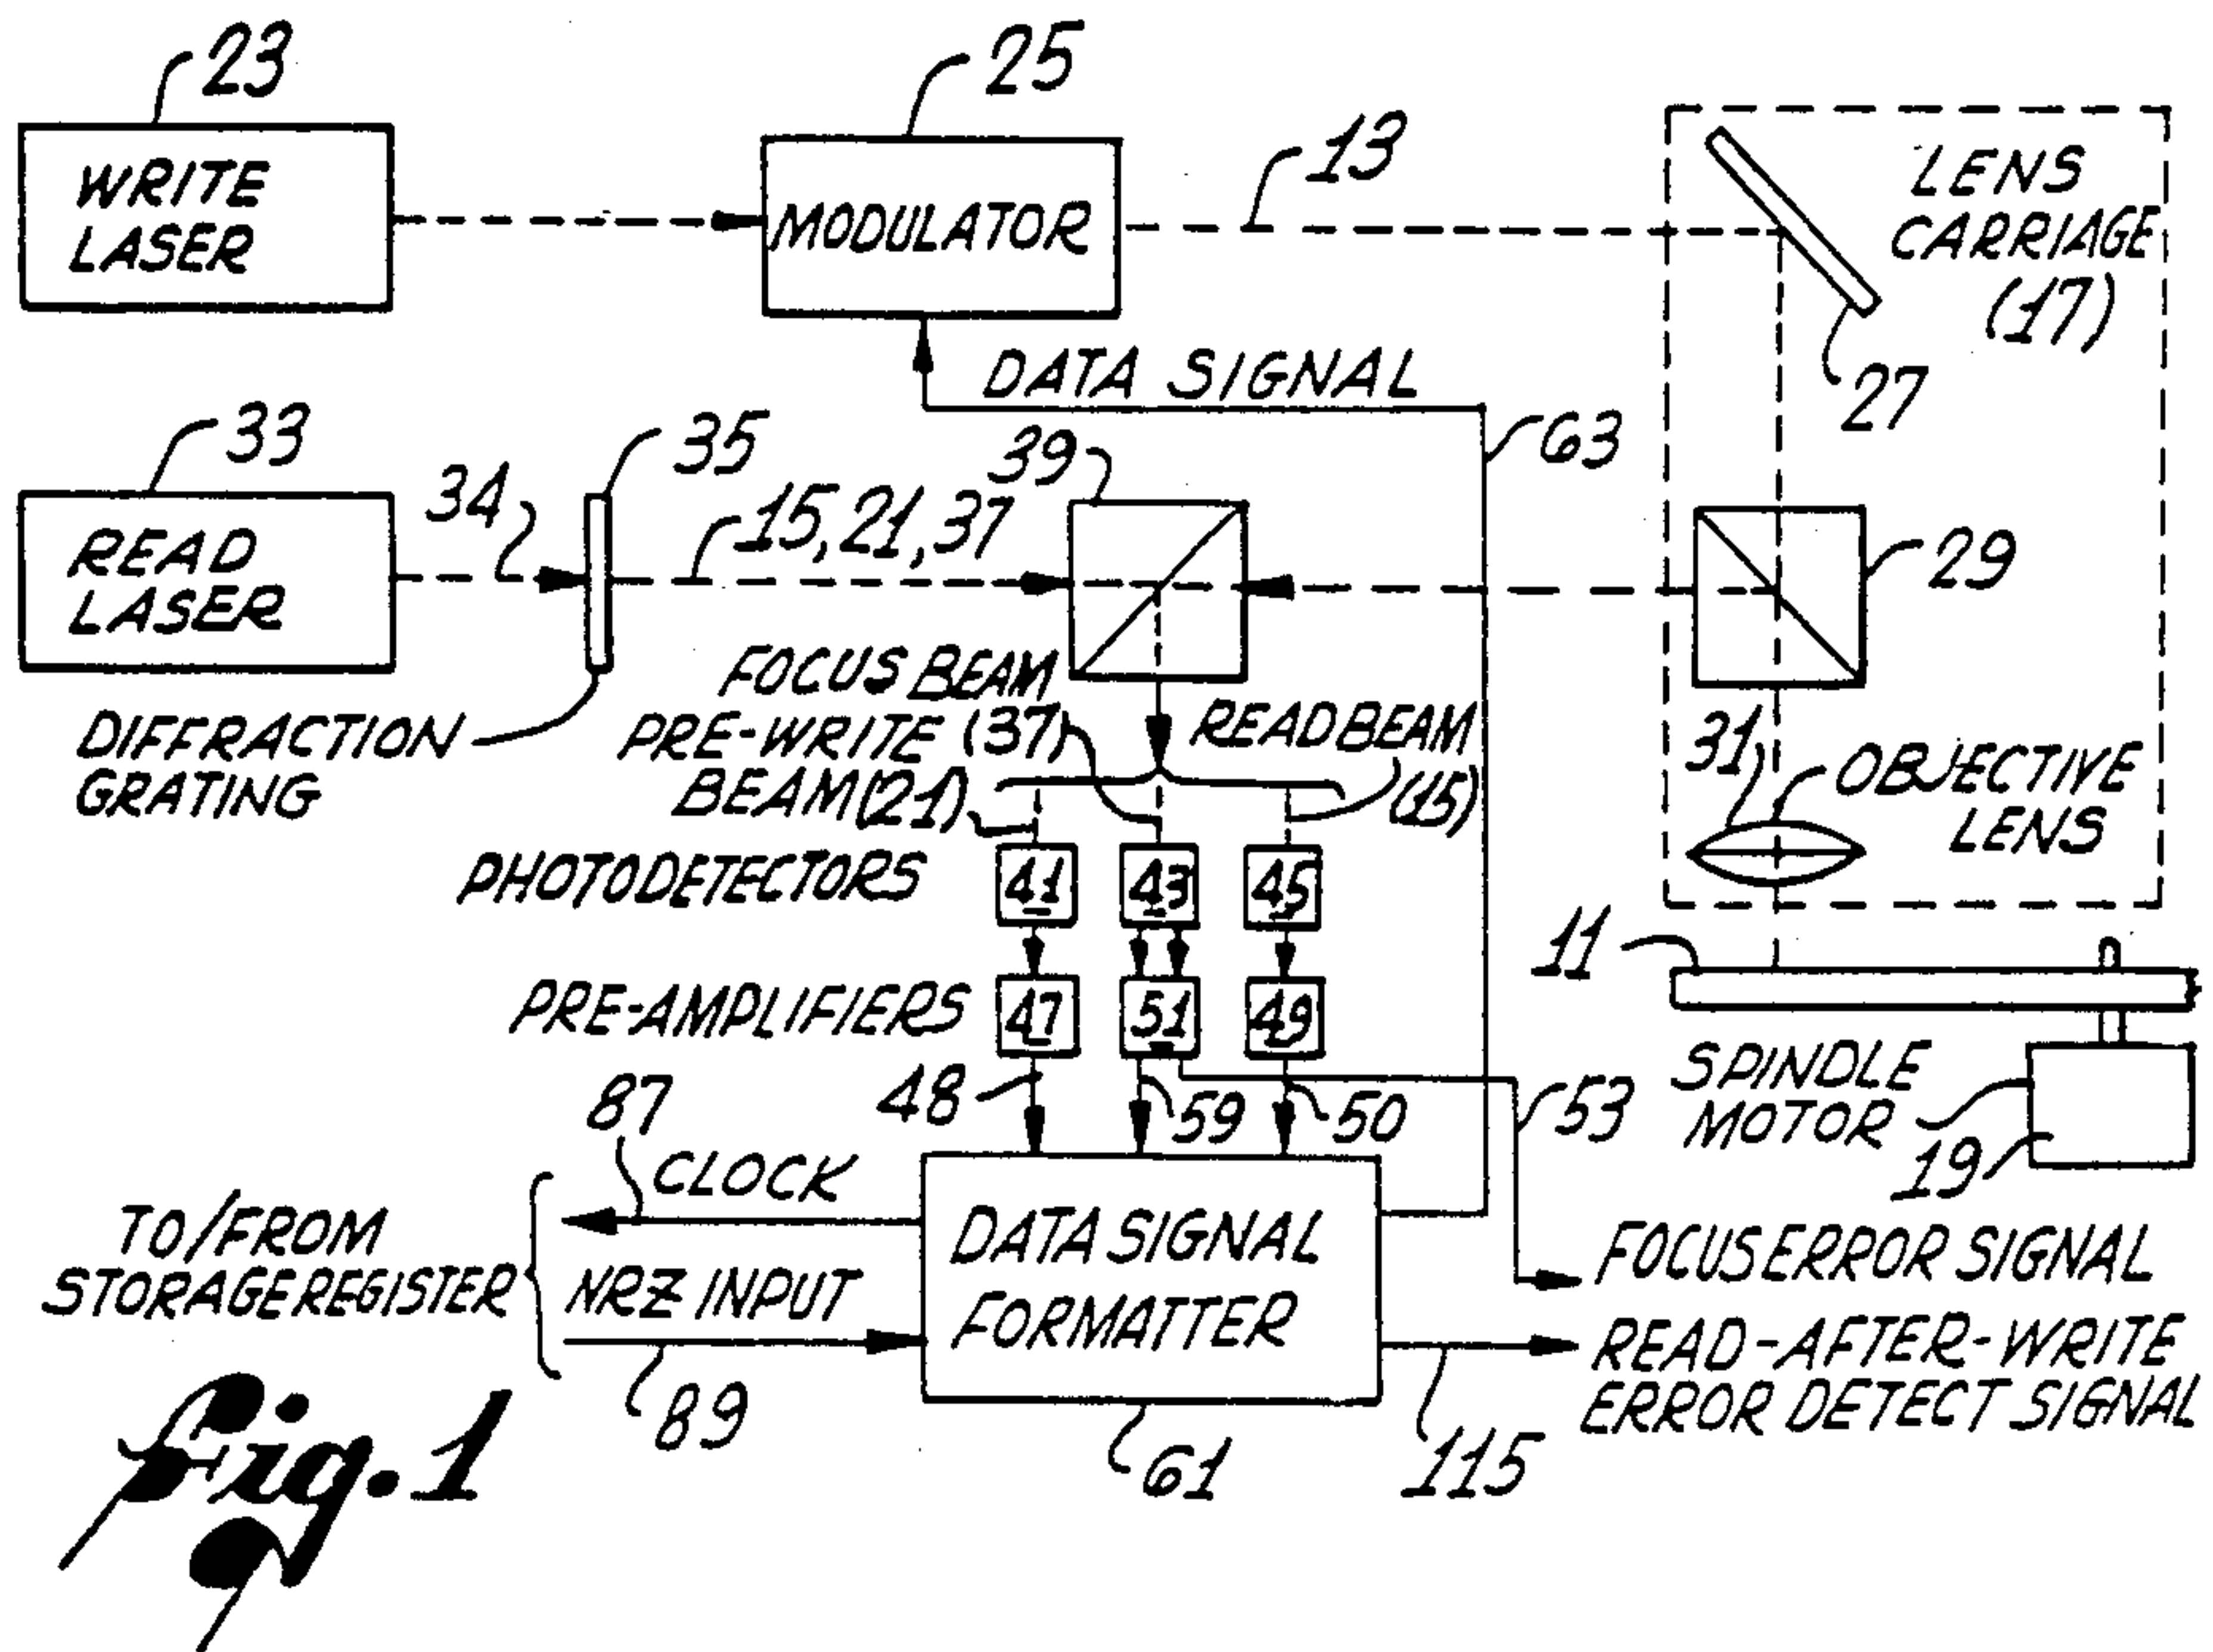 23
25
13
WRITE
LASER
MODULATOR
LENS
CARRIAGE
(17)
27
DATA SIGNAL
63
33
34
35
15, 21, 37
39
29
READ
LASER
DIFFRACTION
GRATING
FOCUS BEAM
(37)
PRE-WRITE
BEAM (21)
READ BEAM
(15)
31
OBJECTIVE
LENS
PHOTODETECTORS
41
43
45
11
PRE-AMPLIFIERS
47
51
49
48
59
50
53
SPINDLE
MOTOR
19
87
CLOCK
TO/FROM
STORAGE REGISTER
NRZ INPUT
89
DATA SIGNAL
FORMATTER
61
FOCUS ERROR SIGNAL
READ-AFTER-WRITE
ERROR DETECT SIGNAL
115
Fig. 1